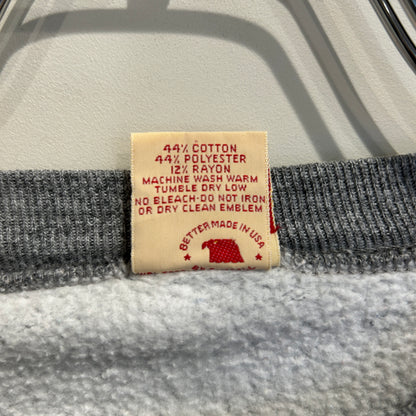 44% COTTON
44% POLYESTER
12% RAYON
MACHINE WASH WARM
TUMBLE DRY LOW
NO BLEACH-DO NOT IRON
OR DRY CLEAN EMBLEM
BETTER MADE IN USA